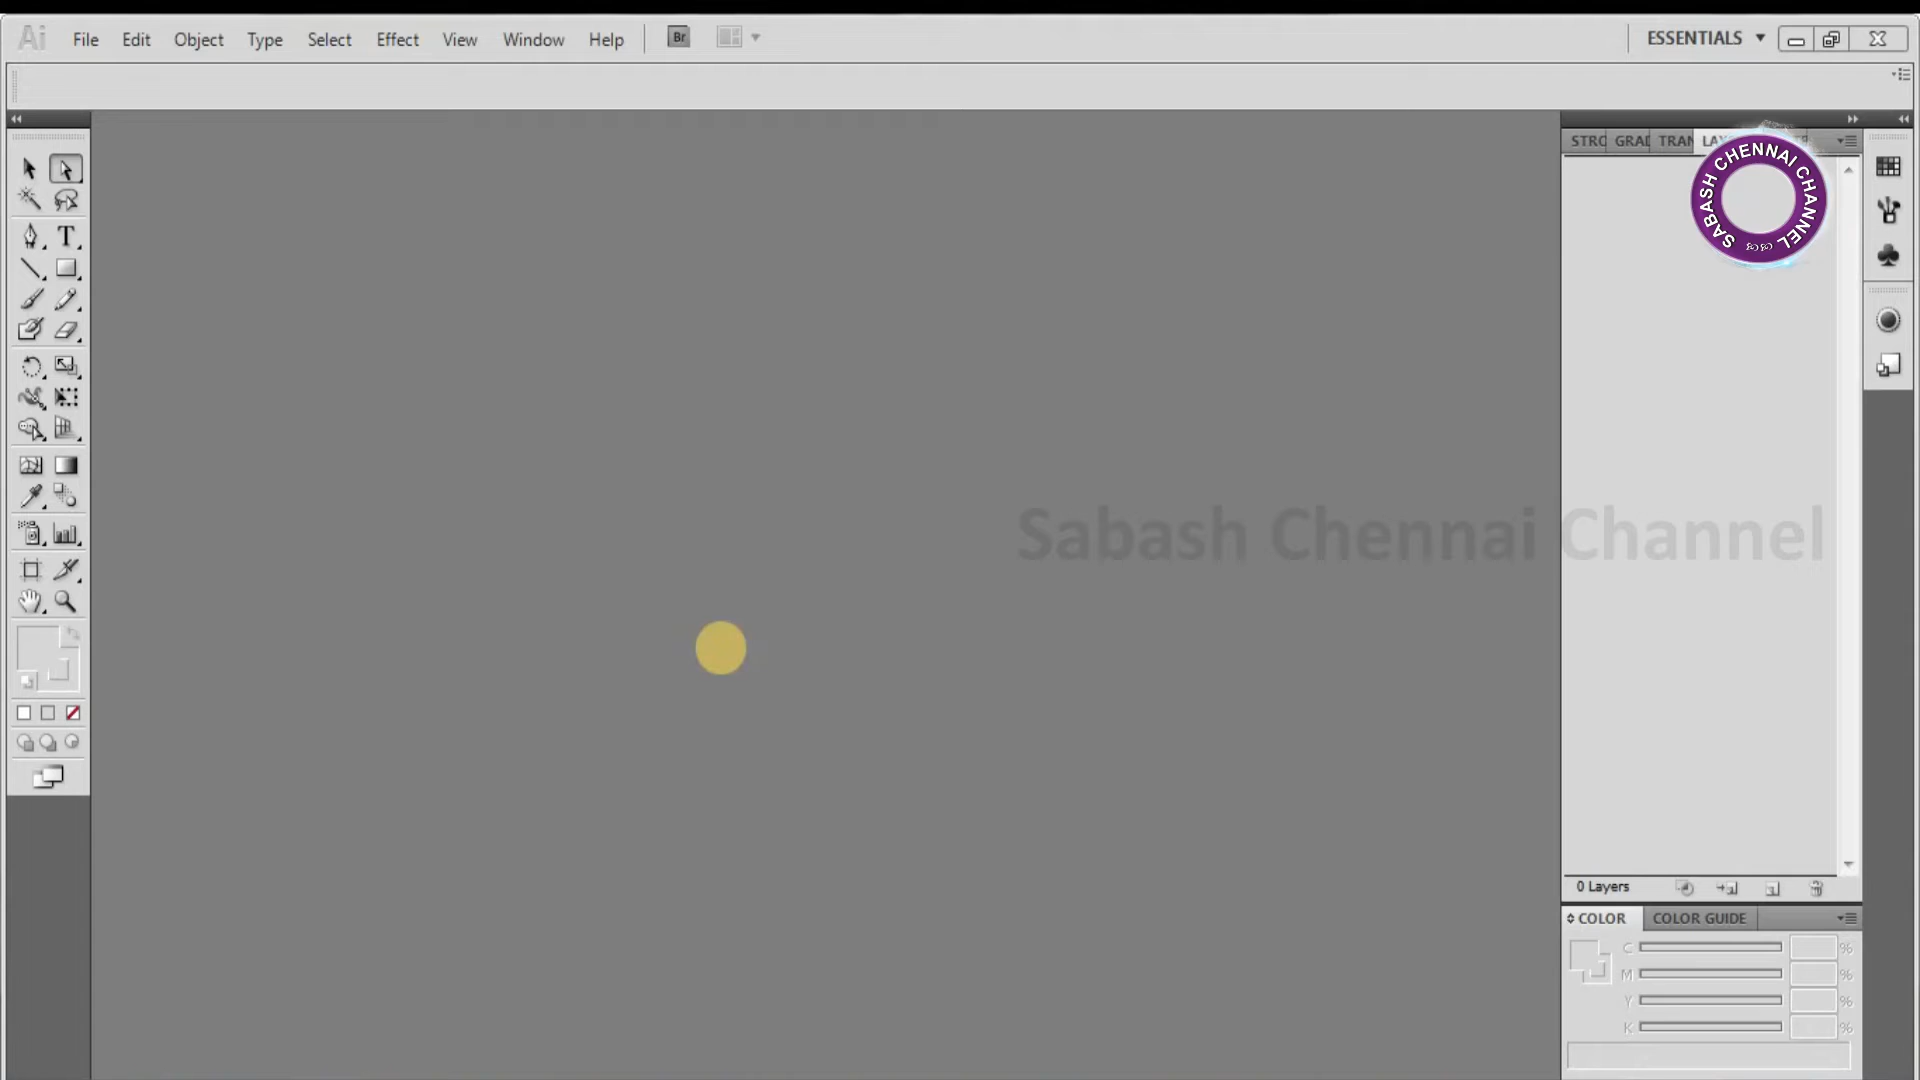 Ai File Edit Object Type Select Effect View Window Help Br ESSENTIALS
STRO GRAD TRAN LAY
SABASH CHENNAI CHANNEL
T
Sabash Chennai Channel
0 Layers
COLOR COLOR GUIDE
C %
M %
Y %
K %